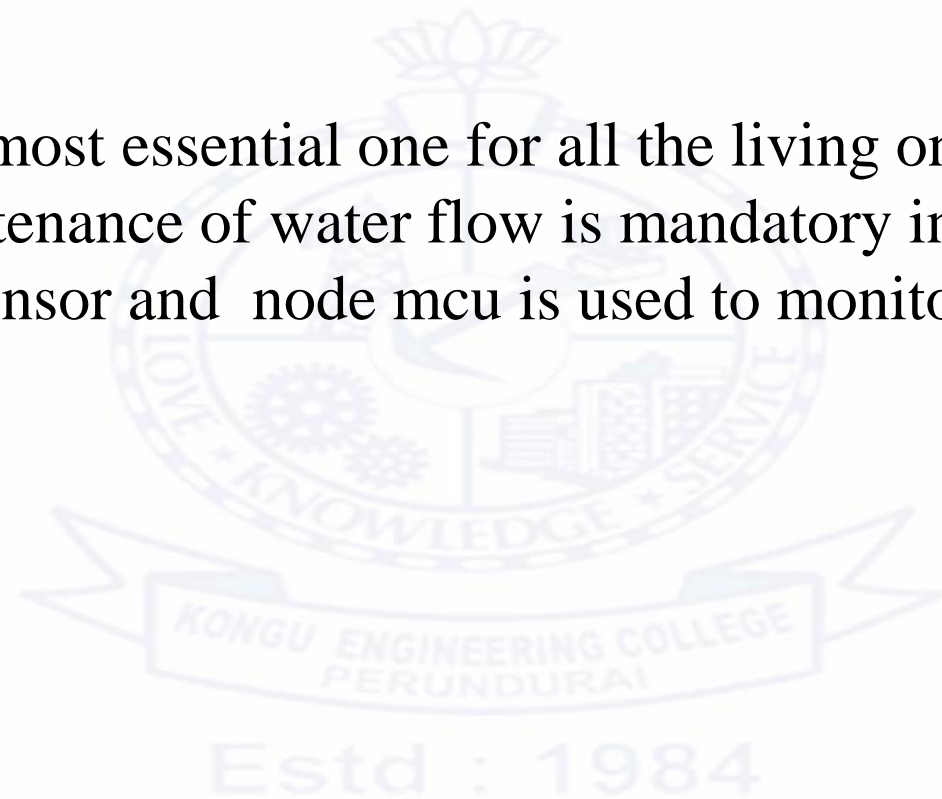 most essential one for all the living or
tenance of water flow is mandatory in
nsor and node mcu is used to monito
LOVE * KNOWLEDGE * SERVICE
KONGU ENGINEERING COLLEGE
PERUNDURAI
Estd : 1984